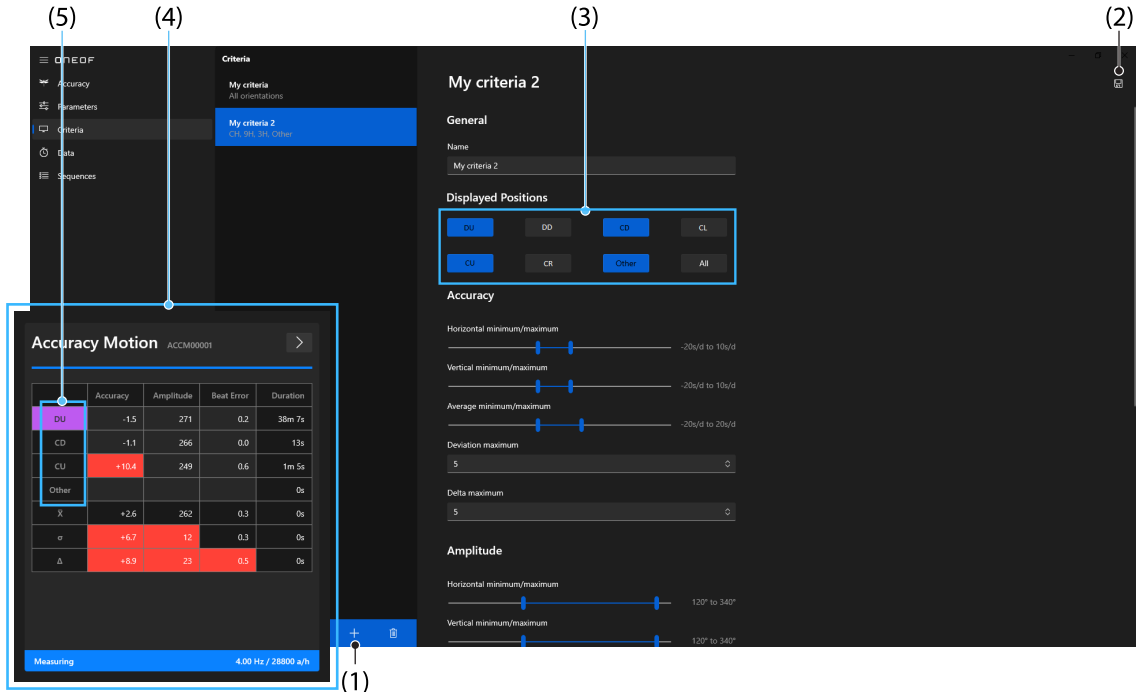 (5) (4) (3) (2)
ONEOF
Accuracy
Parameters
Criteria
Data
Sequences
Criteria
My criteria
All orientations
My criteria 2
CH, 9H, 3H, Other
My criteria 2
General
Name
My criteria 2
Displayed Positions
DU DD CD CL
CU CR Other All
Accuracy
Horizontal minimum/maximum
-20s/d to 10s/d
Vertical minimum/maximum
-20s/d to 10s/d
Average minimum/maximum
-20s/d to 20s/d
Deviation maximum
5
Delta maximum
5
Amplitude
Horizontal minimum/maximum
120° to 340°
Vertical minimum/maximum
120° to 340°
Accuracy Motion ACCM00001
Accuracy Amplitude Beat Error Duration
DU -1.5 271 0.2 38m 7s
CD -1.1 266 0.0 13s
CU +10.4 249 0.6 1m 5s
Other 0s
X̄ +2.6 262 0.3 0s
σ +6.7 12 0.3 0s
Δ +8.9 23 0.5 0s
Measuring 4.00 Hz / 28800 a/h
(1)